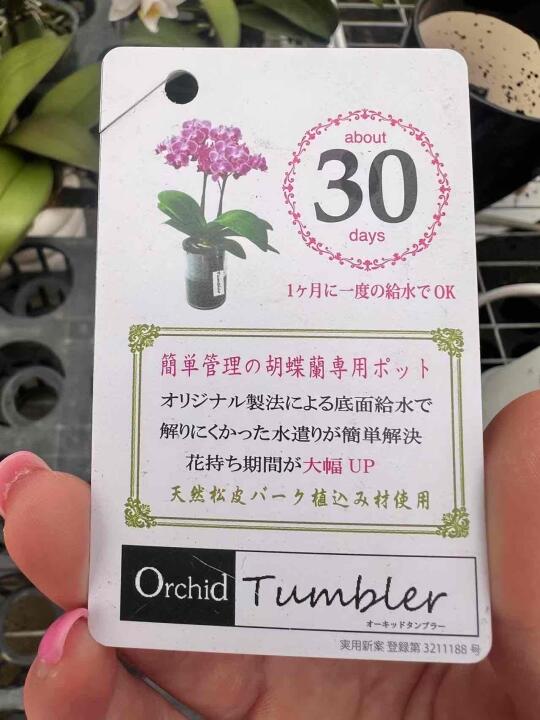 about
30
days
1ヶ月に一度の給水でOK
Tumbler
簡単管理の胡蝶蘭専用ポット
オリジナル製法による底面給水で
解りにくかった水遣りが簡単解決
花持ち期間が大幅UP
天然松皮バーク植込み材使用
Orchid Tumbler
オーキッドタンブラー
実用新案 登録第3211188号